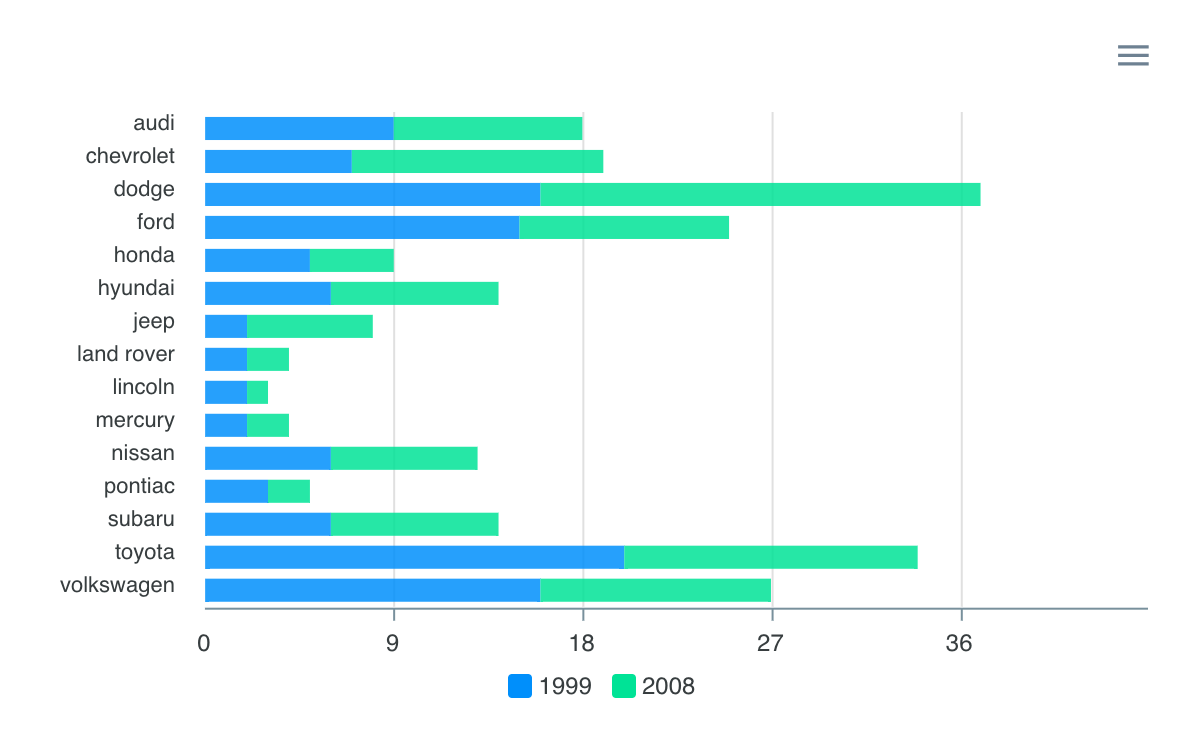 audi
chevrolet
dodge
ford
honda
hyundai
jeep
land rover
lincoln
mercury
nissan
pontiac
subaru
toyota
volkswagen
0 9 18 27 36
1999 2008